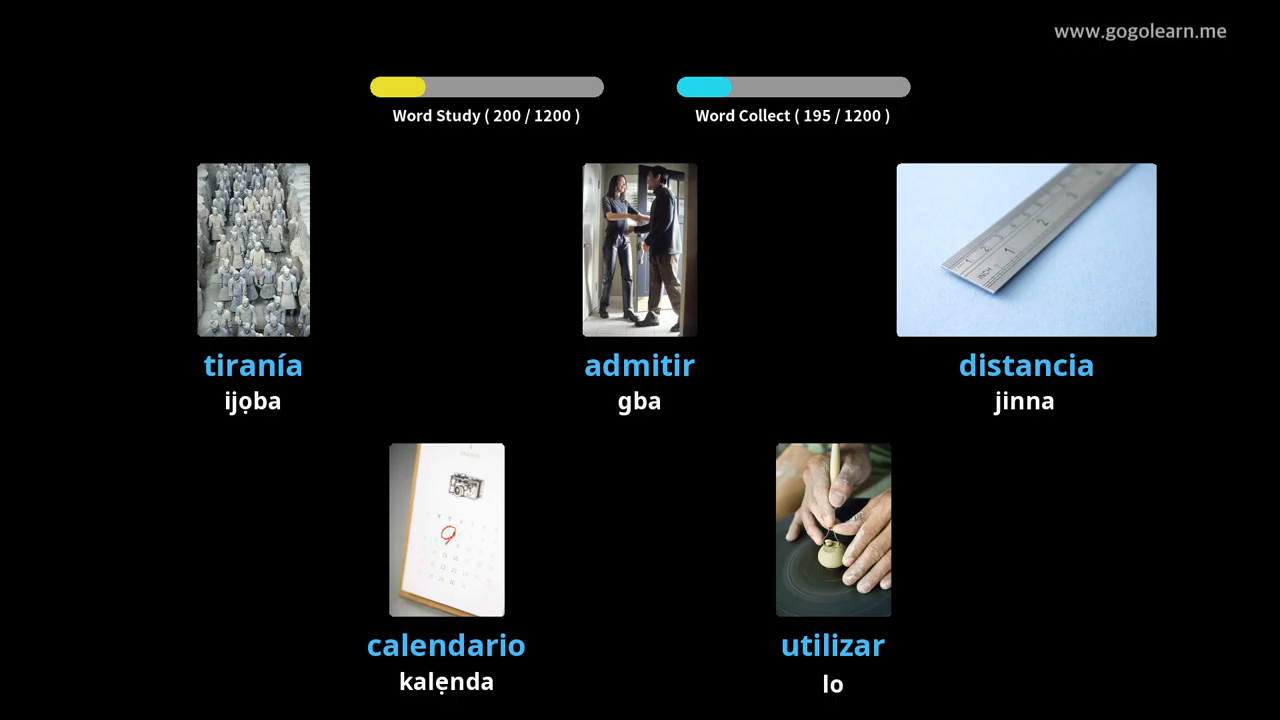 www.gogolearn.me
Word Study ( 200 / 1200 )
Word Collect ( 195 / 1200 )
tiranía
ijọba
admitir
gba
distancia
jinna
calendario
kalẹnda
utilizar
lo